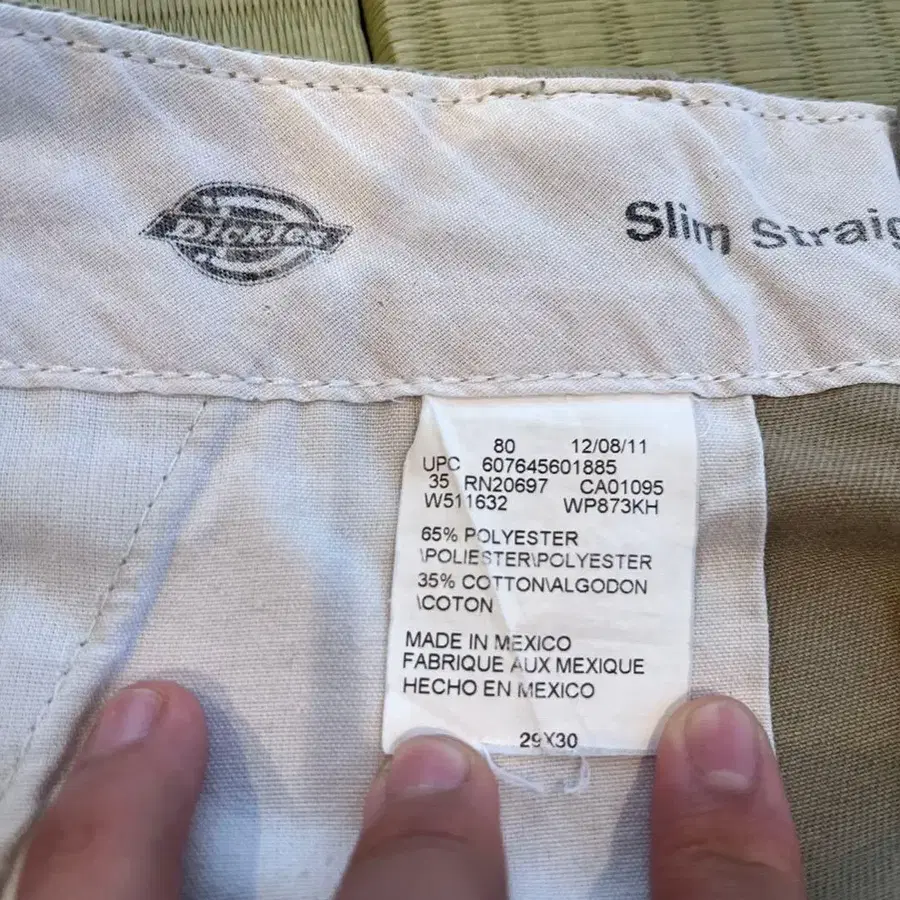 Dickies
Slim Straig
80 12/08/11
UPC 607645601885
35 RN20697 CA01095
W511632 WP873KH
65% POLYESTER
\POLIESTER\POLYESTER
35% COTTON\ALGODON
\COTON
MADE IN MEXICO
FABRIQUE AUX MEXIQUE
HECHO EN MEXICO
29X30